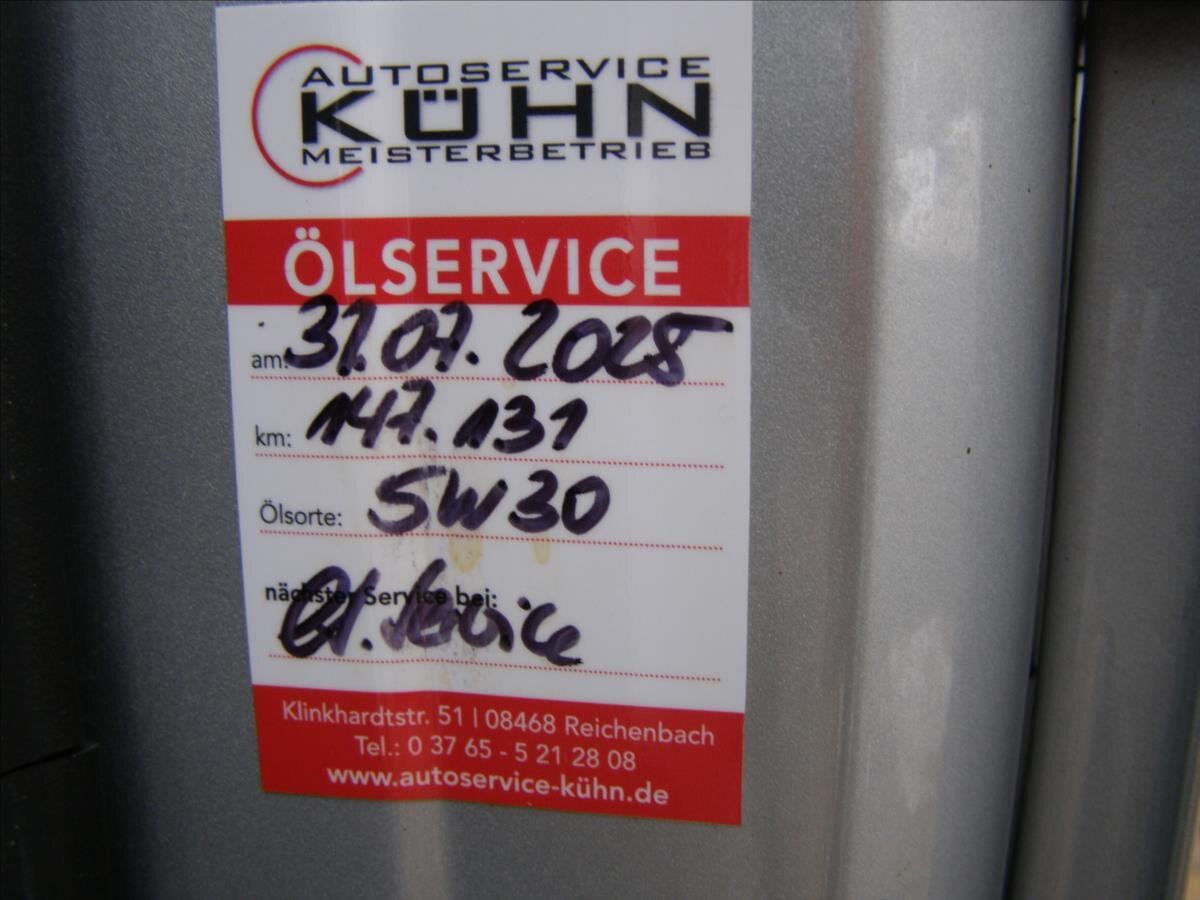 AUTOSERVICE
KÜHN
MEISTERBETRIEB
ÖLSERVICE
am: 31.07.2025
km: 147.131
Ölsorte: 5W30
nächster Service bei:
Service
Klinkhardtstr. 51 | 08468 Reichenbach
Tel.: 0 37 65 - 5 21 28 08
www.autoservice-kühn.de